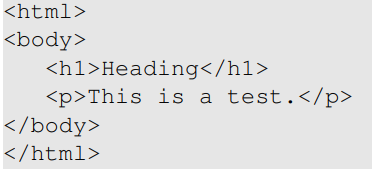 <html>
<body>
   <h1>Heading</h1>
   <p>This is a test.</p>
</body>
</html>